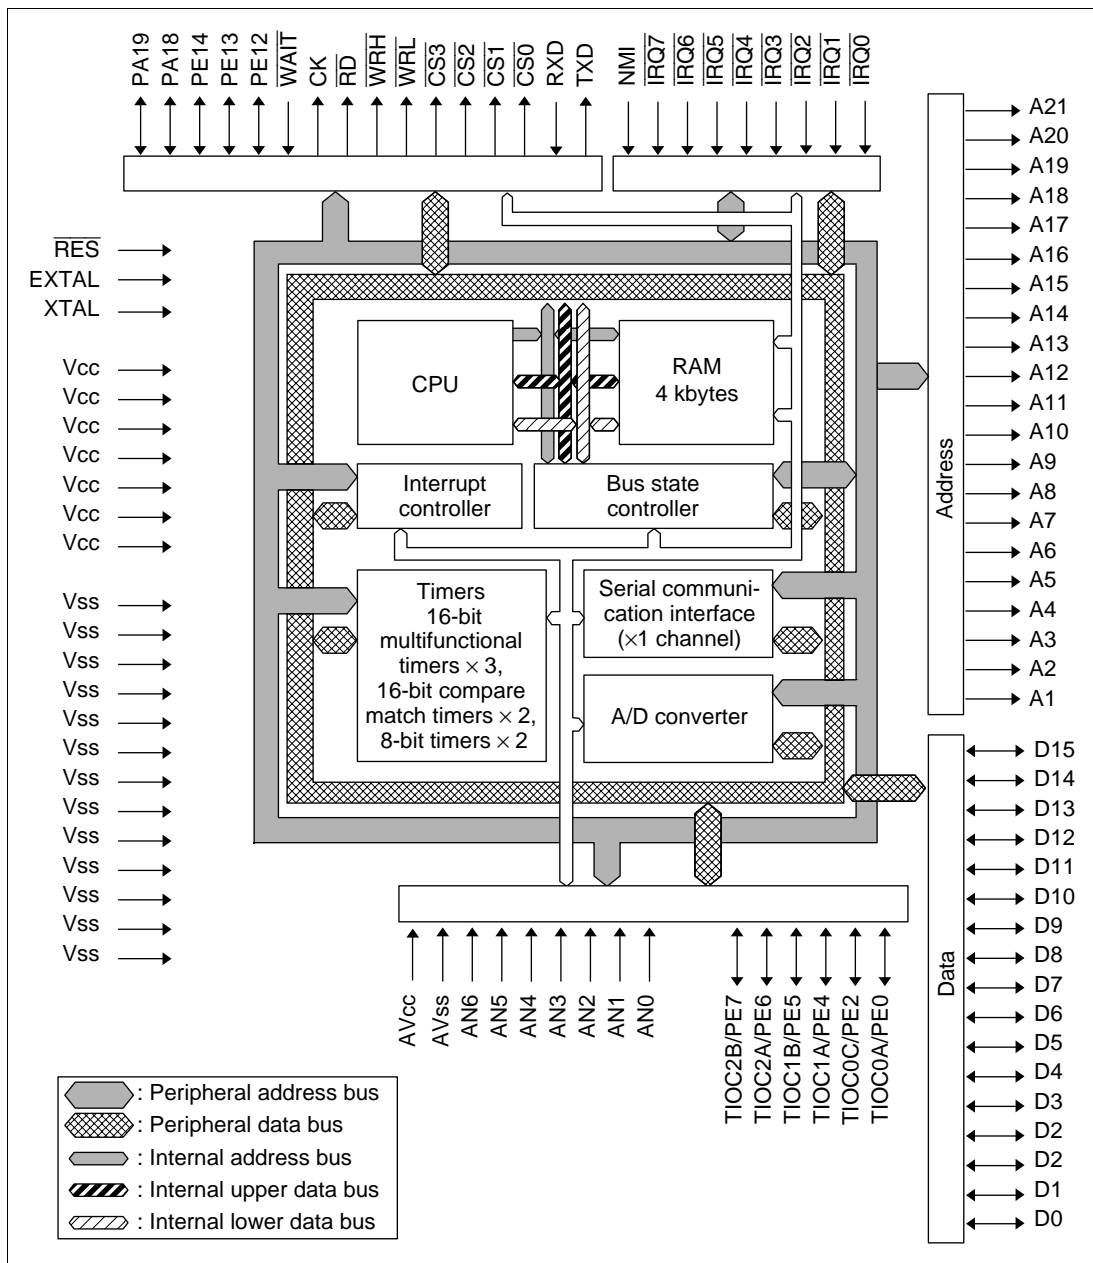 PA19
PA18
PE14
PE13
PE12
WAIT
CK
RD
WRH
WRL
CS3
CS2
CS1
CS0
RXD
TXD
NMI
IRQ7
IRQ6
IRQ5
IRQ4
IRQ3
IRQ2
IRQ1
IRQ0
RES
EXTAL
XTAL
Vcc
Vcc
Vcc
Vcc
Vcc
Vcc
Vcc
Vss
Vss
Vss
Vss
Vss
Vss
Vss
Vss
Vss
Vss
Vss
Vss
Vss
CPU
RAM
4 kbytes
Interrupt
controller
Bus state
controller
Timers
16-bit
multifunctional
timers × 3,
16-bit compare
match timers × 2,
8-bit timers × 2
Serial communi-
cation interface
(×1 channel)
A/D converter
Address
A21
A20
A19
A18
A17
A16
A15
A14
A13
A12
A11
A10
A9
A8
A7
A6
A5
A4
A3
A2
A1
Data
D15
D14
D13
D12
D11
D10
D9
D8
D7
D6
D5
D4
D3
D2
D2
D1
D0
AVcc
AVss
AN6
AN5
AN4
AN3
AN2
AN1
AN0
TIOC2B/PE7
TIOC2A/PE6
TIOC1B/PE5
TIOC1A/PE4
TIOC0C/PE2
TIOC0A/PE0
: Peripheral address bus
: Peripheral data bus
: Internal address bus
: Internal upper data bus
: Internal lower data bus